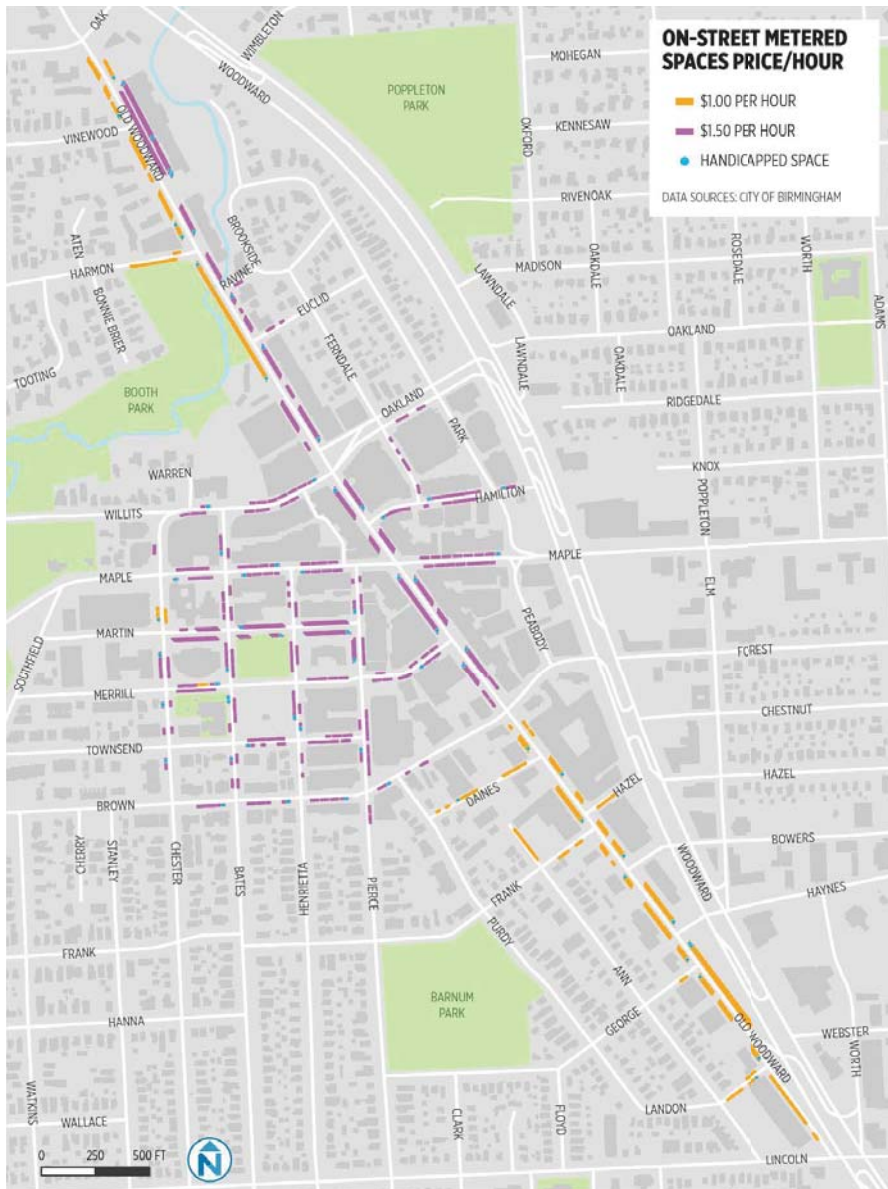 ON-STREET METERED
SPACES PRICE/HOUR
$1.00 PER HOUR
$1.50 PER HOUR
HANDICAPPED SPACE
DATA SOURCES: CITY OF BIRMINGHAM
OAK
WIMBLETON
WOODWARD
POPPLETON
PARK
MOHEGAN
OXFORD
KENNESAW
VINEWOOD
OLD WOODWARD
RIVENOAK
ATEN
BROOKSIDE
OAKDALE
ROSEDALE
WORTH
HARMON
RAVINE
LAWNDALE
MADISON
ADAMS
BONNIE BRIER
EUCLID
FERNDALE
LAWNDALE
OAKLAND
TOOTING
BOOTH
PARK
OAKLAND
PARK
OAKDALE
RIDGEDALE
WARREN
KNOX
WILLITS
HAMILTON
POPPLETON
MAPLE
MAPLE
ELM
MARTIN
PEABODY
SOUTHFIELD
FOREST
MERRILL
CHESTNUT
TOWNSEND
HAZEL
HAZEL
BROWN
DAINES
BOWERS
CHERRY
STANLEY
CHESTER
BATES
HENRIETTA
PIERCE
WOODWARD
HAYNES
FRANK
PURDY
FRANK
BARNUM
PARK
ANN
HANNA
GEORGE
OLD WOODWARD
WEBSTER
WORTH
WATKINS
WALLACE
CLARK
FLOYD
LANDON
LINCOLN
0 250 500 FT
N